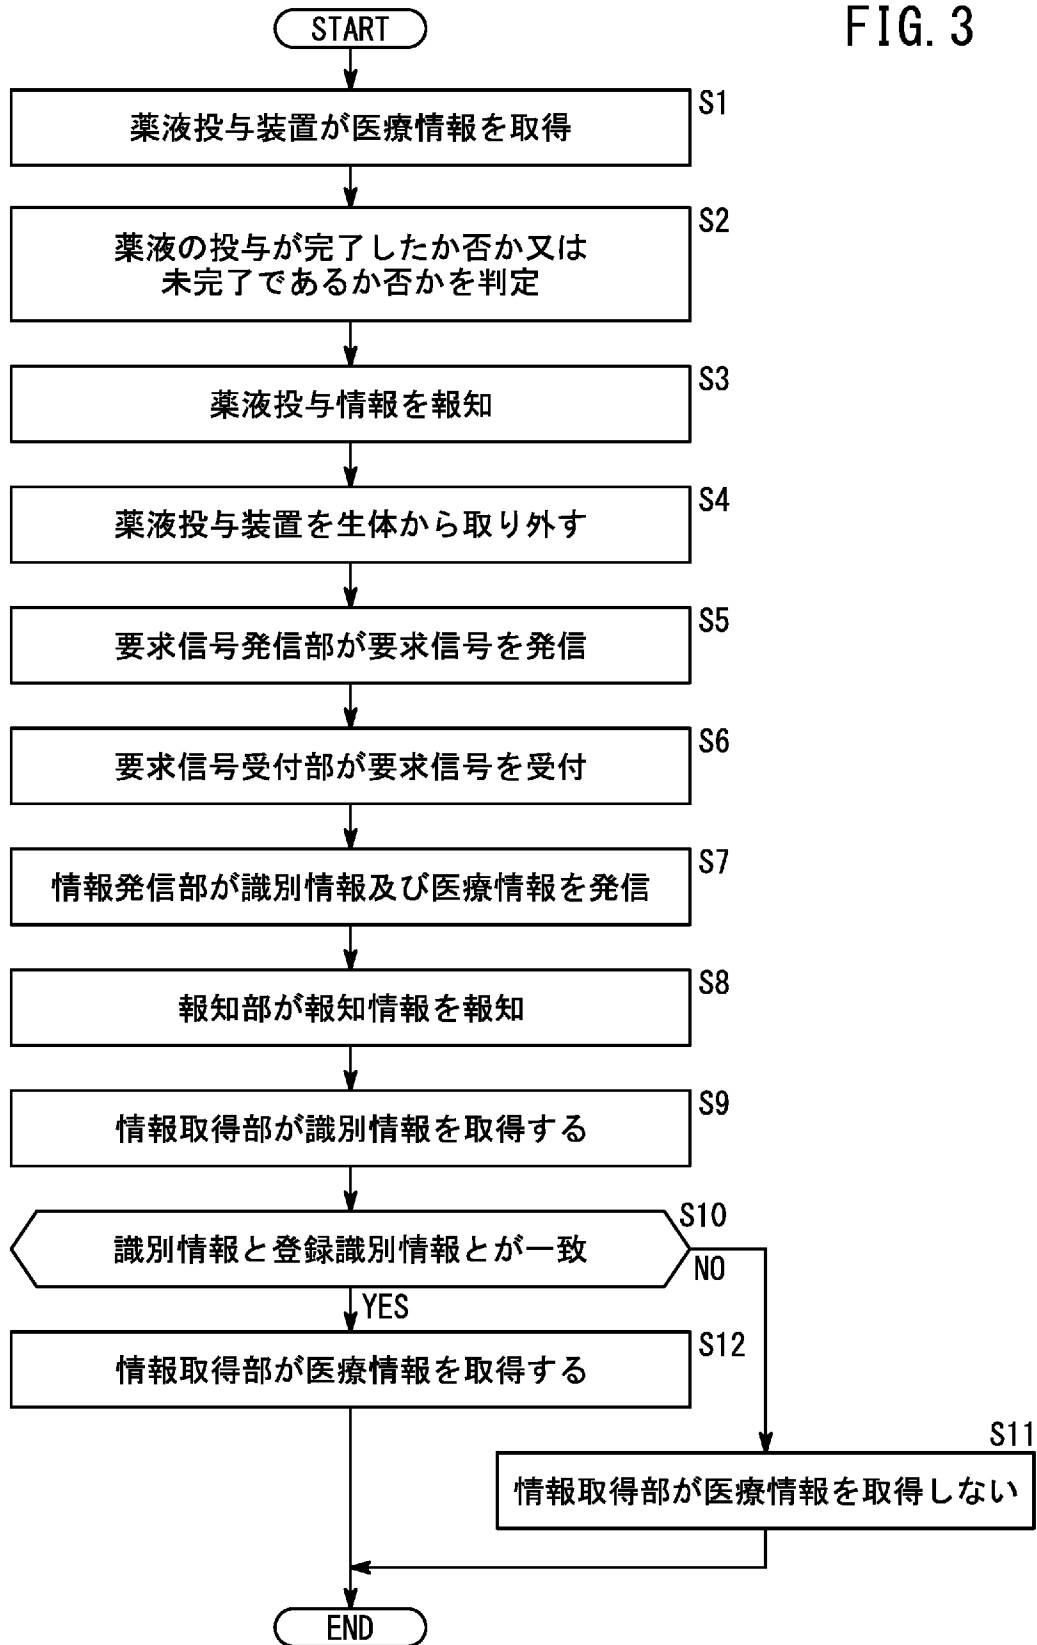 FIG. 3
START
S1
薬液投与装置が医療情報を取得
S2
薬液の投与が完了したか否か又は
未完了であるか否かを判定
S3
薬液投与情報を報知
S4
薬液投与装置を生体から取り外す
S5
要求信号発信部が要求信号を発信
S6
要求信号受付部が要求信号を受付
S7
情報発信部が識別情報及び医療情報を発信
S8
報知部が報知情報を報知
S9
情報取得部が識別情報を取得する
S10
識別情報と登録識別情報とが一致
NO
YES
S12
情報取得部が医療情報を取得する
S11
情報取得部が医療情報を取得しない
END